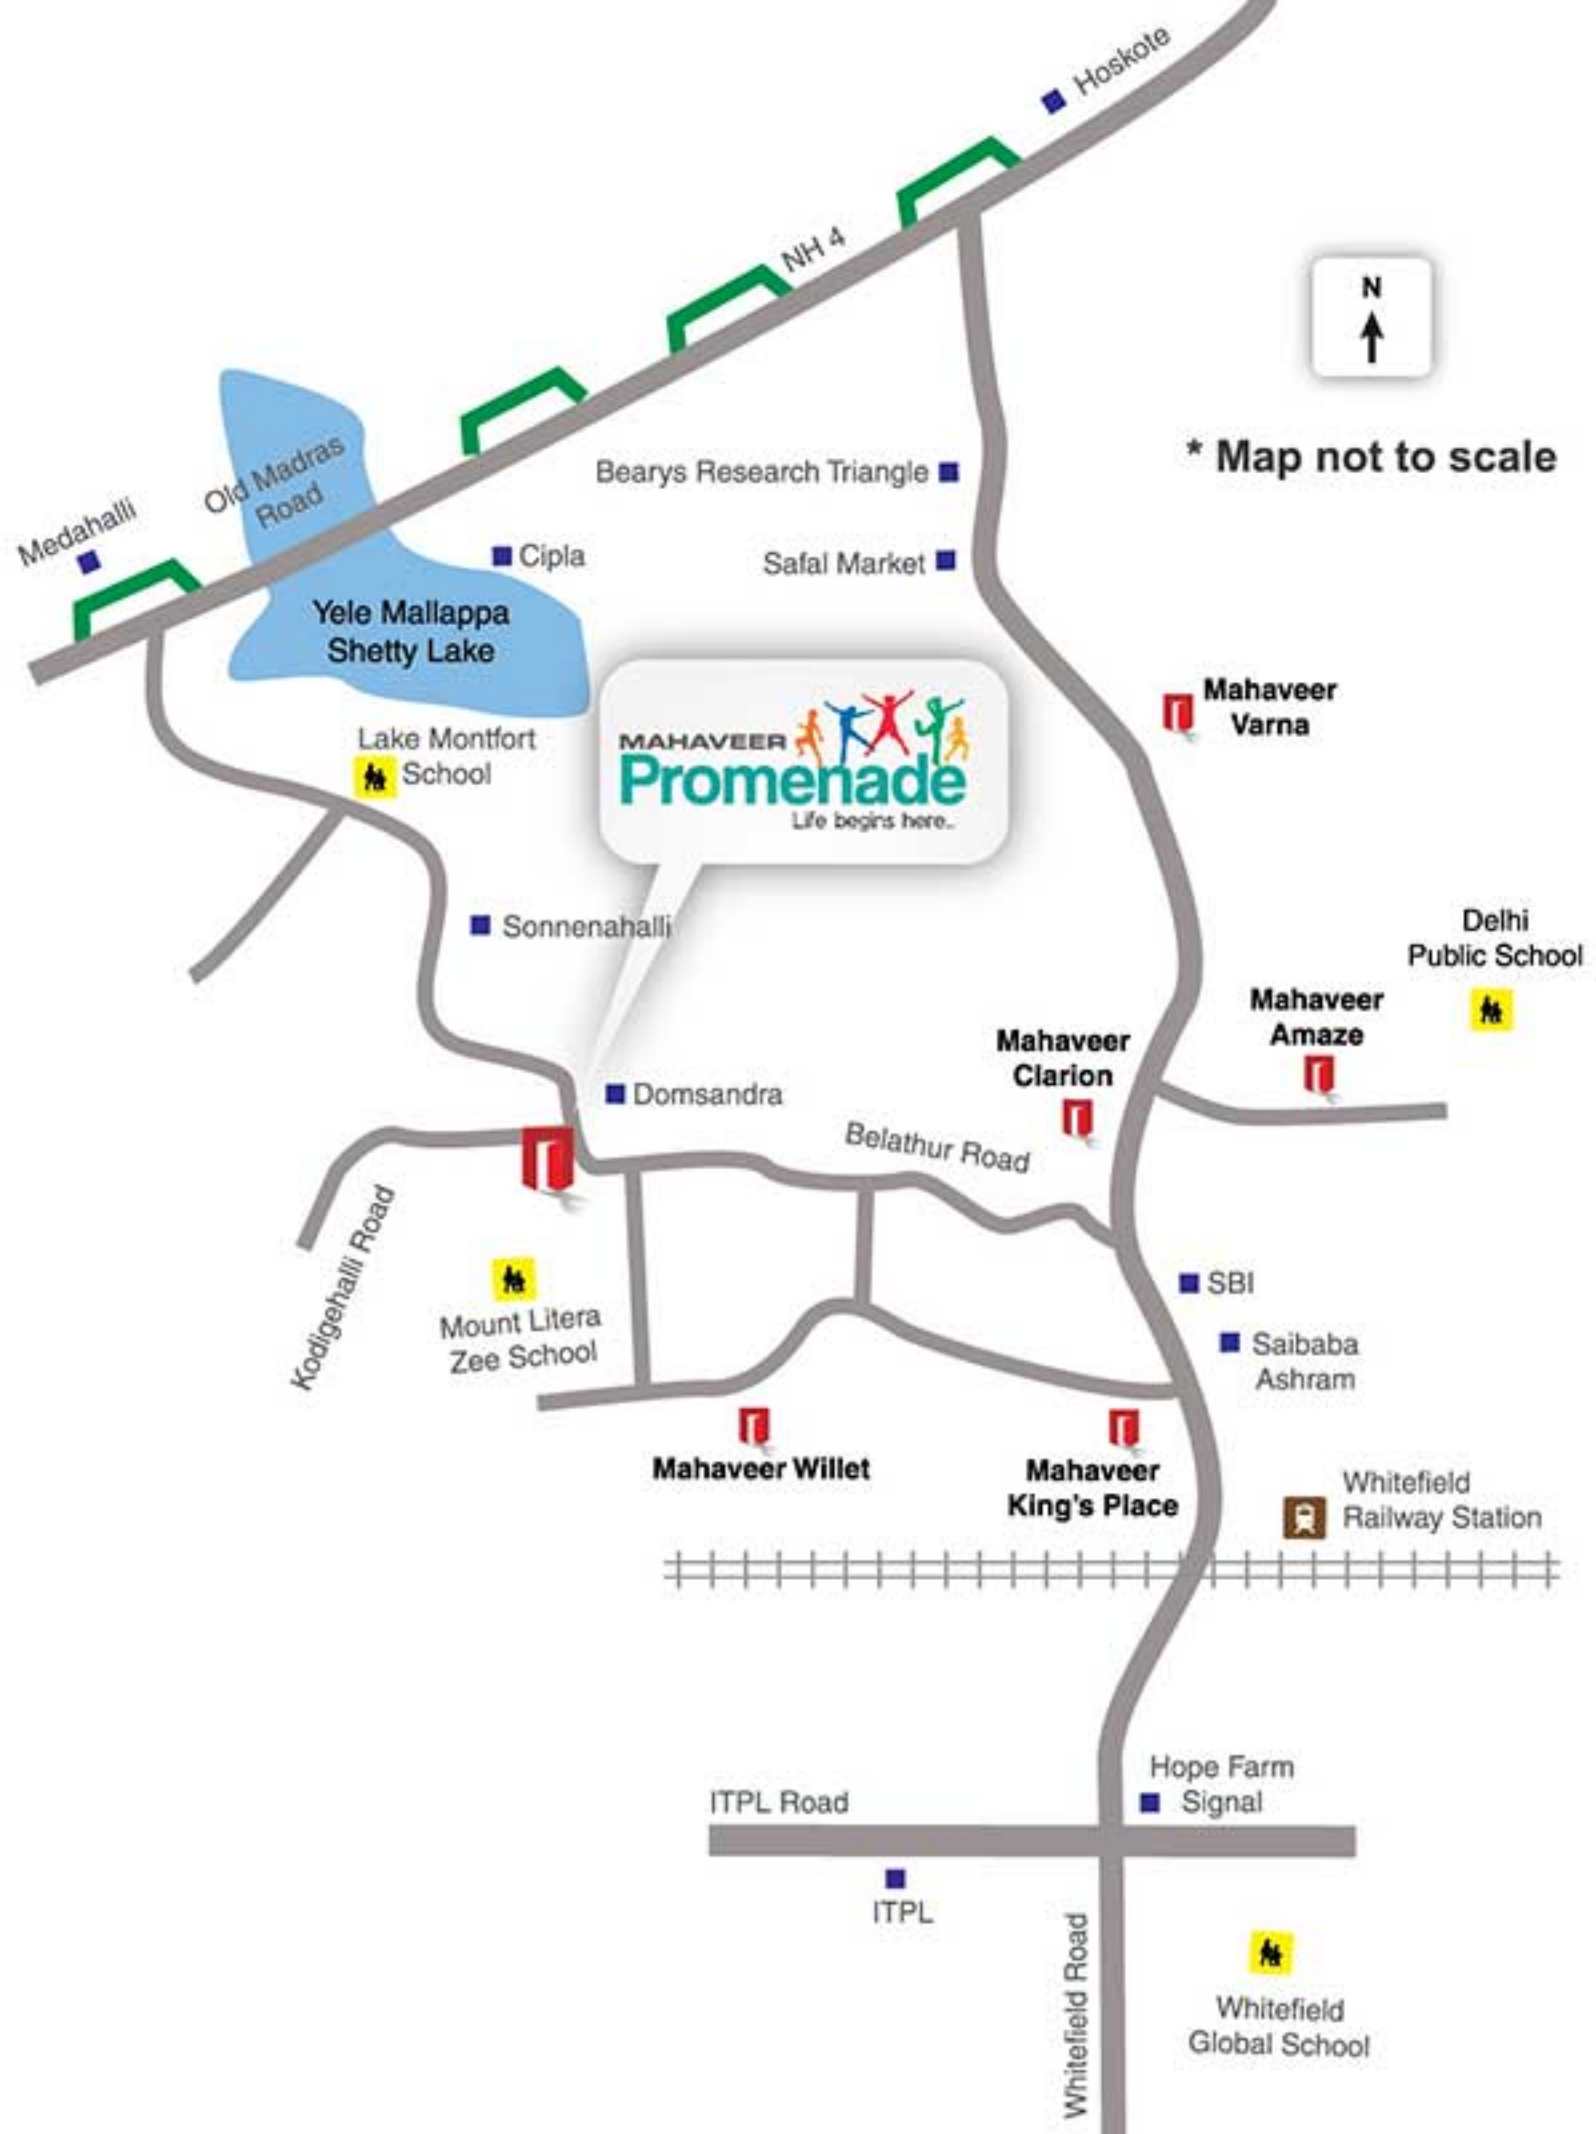 Hoskote
NH 4
N
* Map not to scale
Old Madras
Road
Medahalli
Bearys Research Triangle
Cipla
Safal Market
Yele Mallappa
Shetty Lake
Mahaveer
Varna
Lake Montfort
School
MAHAVEER
Promenade
Life begins here..
Sonnenahalli
Delhi
Public School
Mahaveer
Amaze
Mahaveer
Clarion
Domsandra
Belathur Road
Kodigehalli Road
SBI
Mount Litera
Zee School
Saibaba
Ashram
Mahaveer Willet
Mahaveer
King's Place
Whitefield
Railway Station
Hope Farm
Signal
ITPL Road
ITPL
Whitefield Road
Whitefield
Global School